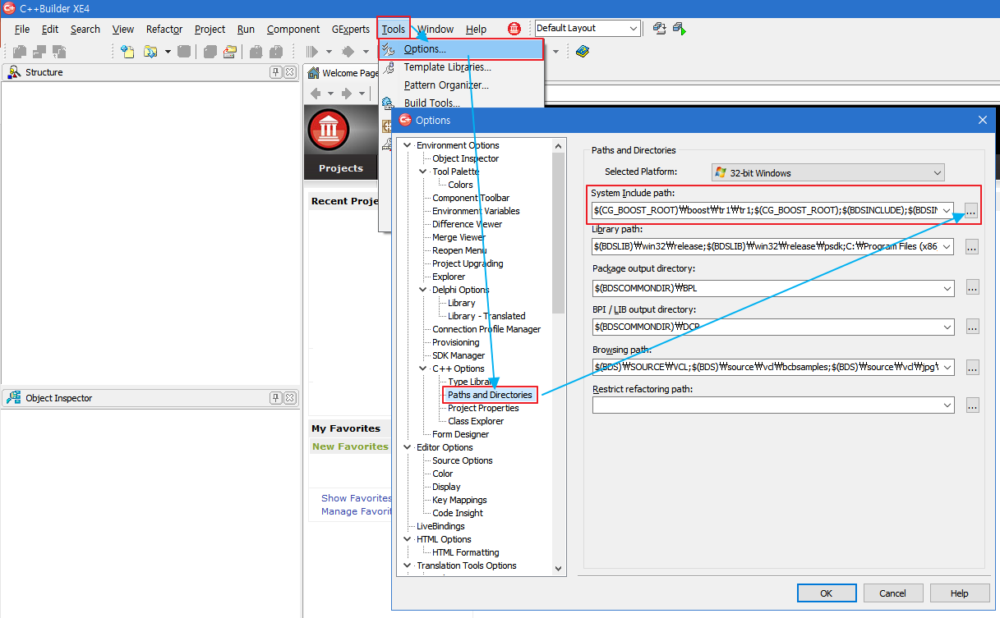 C++Builder XE4
File Edit Search View Refactor Project Run Component GExperts Tools Window Help
Default Layout
Structure
Welcome Page
Options...
Template Libraries...
Pattern Organizer...
Build Tools...
Projects
Recent Proje
Object Inspector
My Favorites
New Favorites
Show Favorites
Manage Favorit
Options
Environment Options
Object Inspector
Tool Palette
Colors
Component Toolbar
Environment Variables
Difference Viewer
Merge Viewer
Reopen Menu
Project Upgrading
Explorer
Delphi Options
Library
Library - Translated
Connection Profile Manager
Provisioning
SDK Manager
C++ Options
Type Library
Paths and Directories
Project Properties
Class Explorer
Form Designer
Editor Options
Source Options
Color
Display
Key Mappings
Code Insight
LiveBindings
HTML Options
HTML Formatting
Translation Tools Options
Paths and Directories
Selected Platform: 32-bit Windows
System Include path:
$(CG_BOOST_ROOT)₩boost₩tr1₩tr1;$(CG_BOOST_ROOT);$(BDSINCLUDE);$(BDSIN ...
Library path:
$(BDSLIB)₩win32₩release;$(BDSLIB)₩win32₩release₩psdk;C:₩Program Files (x86 ...
Package output directory:
$(BDSCOMMONDIR)₩BPL ...
BPI / LIB output directory:
$(BDSCOMMONDIR)₩DCP ...
Browsing path:
$(BDS)₩SOURCE₩VCL;$(BDS)₩source₩vcl₩bcbsamples;$(BDS)₩source₩vcl₩jpg₩ ...
Restrict refactoring path:
...
OK Cancel Help